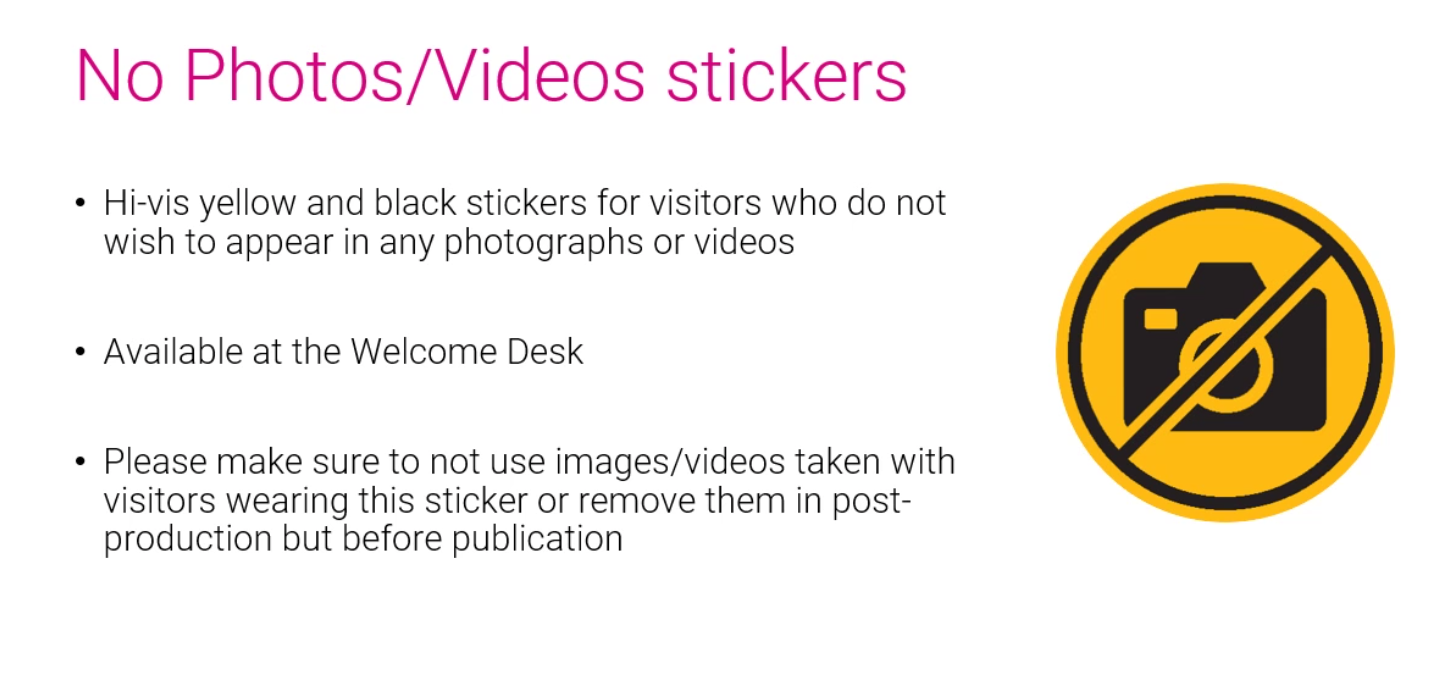 No Photos/Videos stickers
• Hi-vis yellow and black stickers for visitors who do not
wish to appear in any photographs or videos
• Available at the Welcome Desk
• Please make sure to not use images/videos taken with
visitors wearing this sticker or remove them in post-
production but before publication